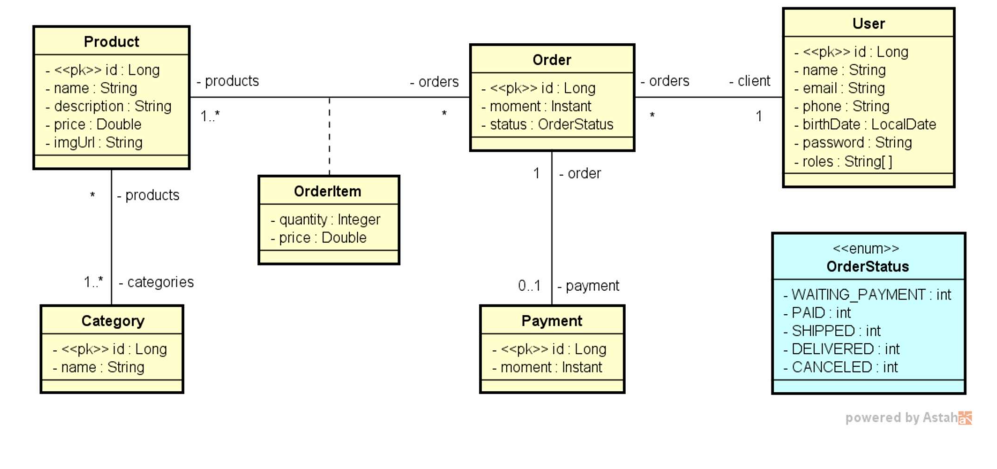 Product
- <<pk>> id : Long
- name : String
- description : String
- price : Double
- imgUrl : String
- products
1..*
- orders
*
Order
- <<pk>> id : Long
- moment : Instant
- status : OrderStatus
- orders
*
- client
1
User
- <<pk>> id : Long
- name : String
- email : String
- phone : String
- birthDate : LocalDate
- password : String
- roles : String[ ]
* - products
1..* - categories
OrderItem
- quantity : Integer
- price : Double
1 - order
0..1 - payment
Category
- <<pk>> id : Long
- name : String
Payment
- <<pk>> id : Long
- moment : Instant
<<enum>>
OrderStatus
- WAITING_PAYMENT : int
- PAID : int
- SHIPPED : int
- DELIVERED : int
- CANCELED : int
powered by Astah